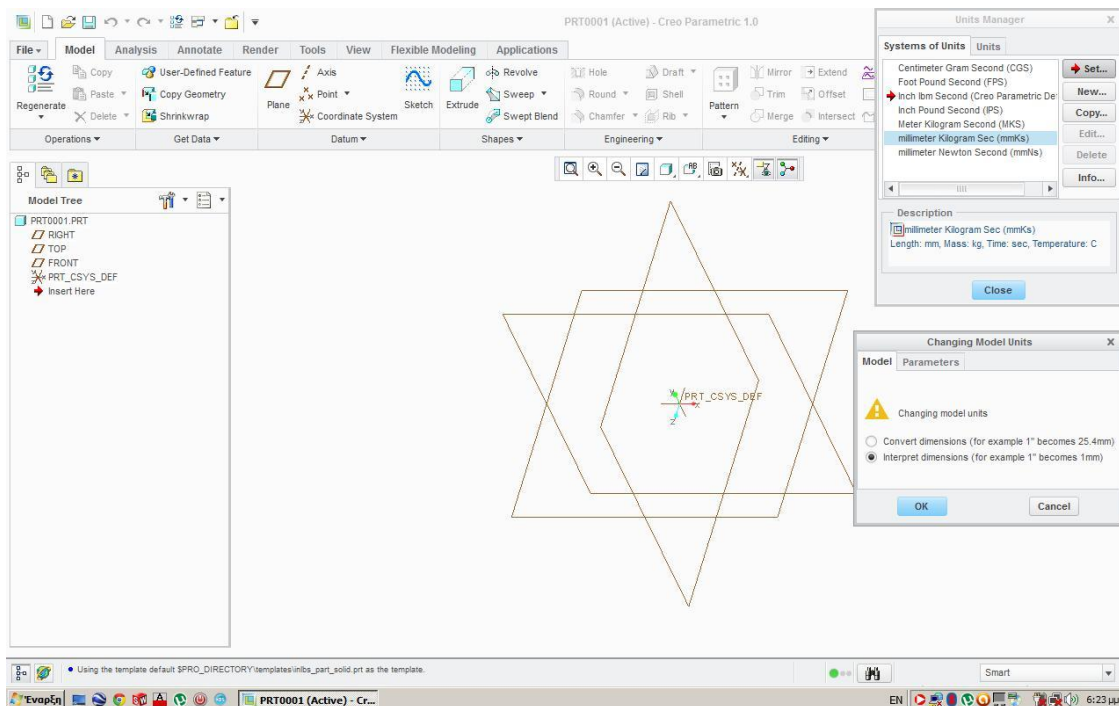 PRT0001 (Active) - Creo Parametric 1.0
File Model Analysis Annotate Render Tools View Flexible Modeling Applications
Regenerate
Copy
Paste
Delete
User-Defined Feature
Copy Geometry
Shrinkwrap
Plane
Axis
Point
Coordinate System
Sketch
Extrude
Revolve
Sweep
Swept Blend
Hole
Round
Chamfer
Draft
Shell
Rib
Pattern
Mirror
Trim
Merge
Extend
Offset
Intersect
Operations Get Data Datum Shapes Engineering Editing
Model Tree
PRT0001.PRT
RIGHT
TOP
FRONT
PRT_CSYS_DEF
Insert Here
PRT_CSYS_DEF
X
Z
Units Manager X
Systems of Units Units
Centimeter Gram Second (CGS)
Foot Pound Second (FPS)
Inch lbm Second (Creo Parametric De
Inch Pound Second (IPS)
Meter Kilogram Second (MKS)
millimeter Kilogram Sec (mmKs)
millimeter Newton Second (mmNs)
Set...
New...
Copy...
Edit...
Delete
Info...
Description
millimeter Kilogram Sec (mmKs)
Length: mm, Mass: kg, Time: sec, Temperature: C
Close
Changing Model Units X
Model Parameters
Changing model units
Convert dimensions (for example 1" becomes 25.4mm)
Interpret dimensions (for example 1" becomes 1mm)
OK Cancel
Using the template default $PRO_DIRECTORY\templates\inlbs_part_solid.prt as the template.
Smart
Έναρξη
PRT0001 (Active) - Cr...
EN
6:23 μμ